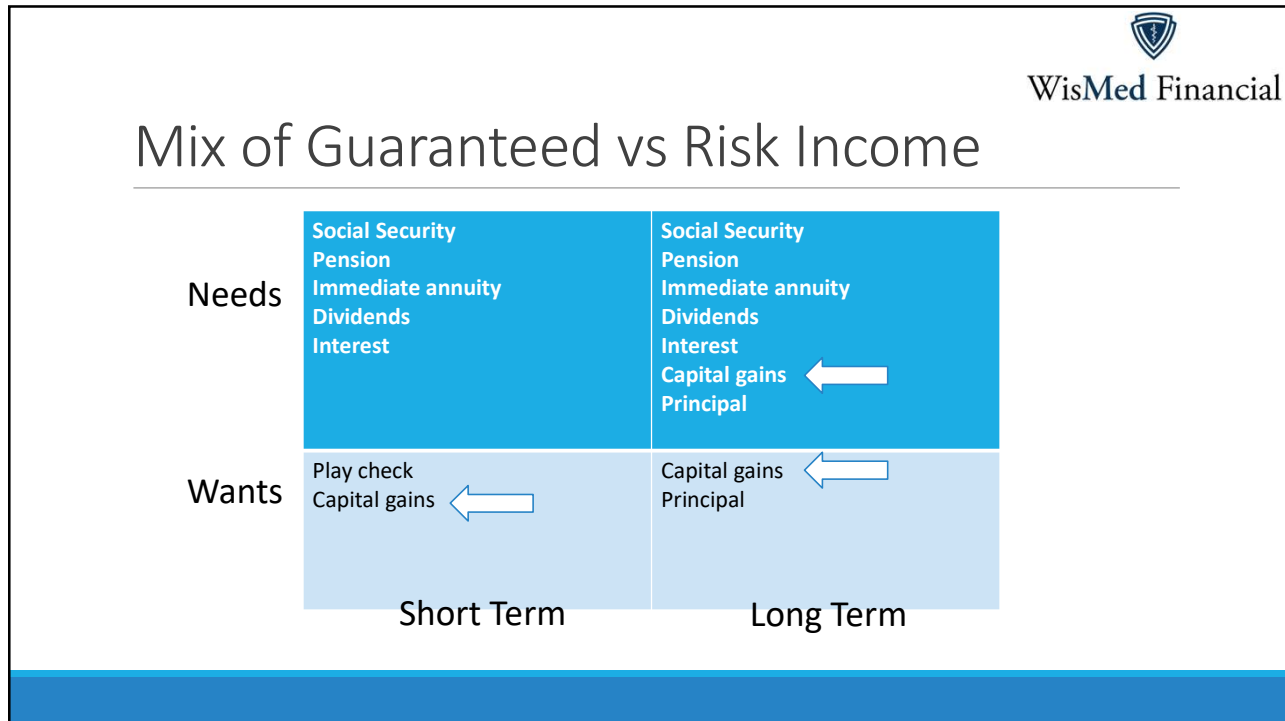 WisMed Financial
Mix of Guaranteed vs Risk Income
Needs
Social Security
Pension
Immediate annuity
Dividends
Interest
Social Security
Pension
Immediate annuity
Dividends
Interest
Capital gains
Principal
Wants
Play check
Capital gains
Capital gains
Principal
Short Term
Long Term